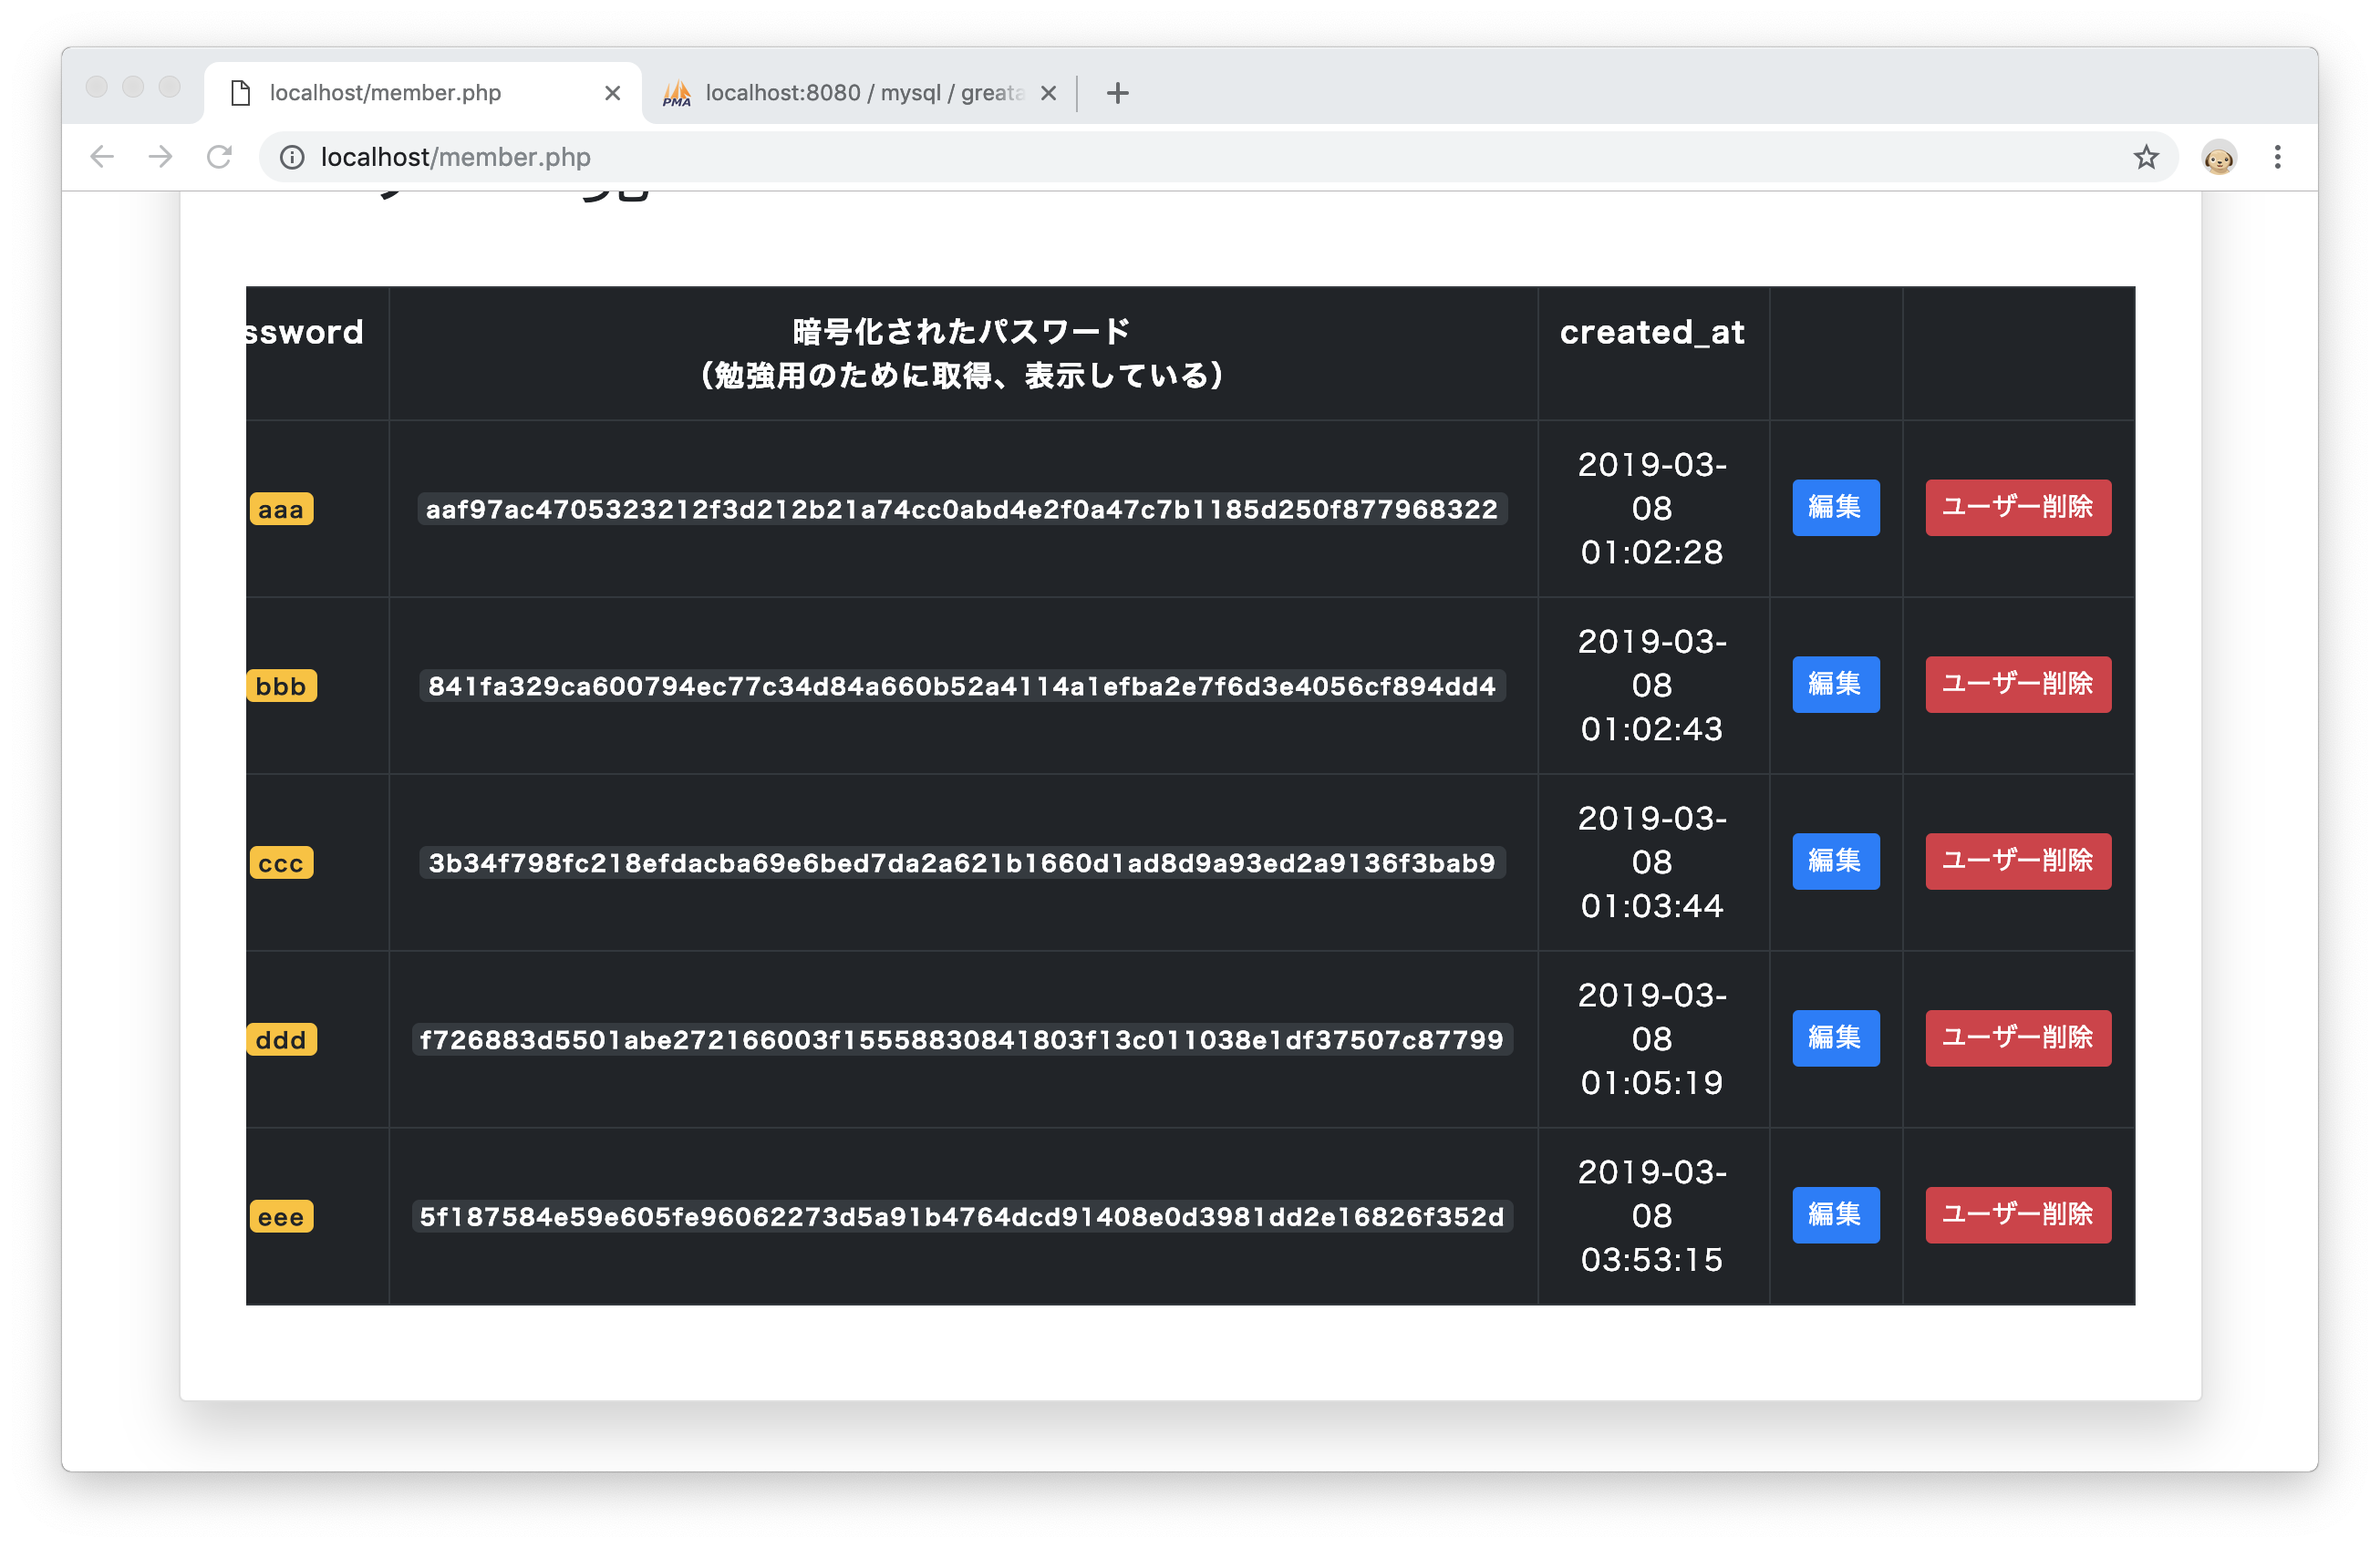 localhost/member.php
PMA
localhost:8080 / mysql / greata
localhost/member.php
ssword
暗号化されたパスワード
（勉強用のために取得、表示している）
created_at
aaa
aaf97ac4705323212f3d212b21a74cc0abd4e2f0a47c7b1185d250f877968322
2019-03-
08
01:02:28
編集
ユーザー削除
bbb
841fa329ca600794ec77c34d84a660b52a4114a1efba2e7f6d3e4056cf894dd4
2019-03-
08
01:02:43
編集
ユーザー削除
ccc
3b34f798fc218efdacba69e6bed7da2a621b1660d1ad8d9a93ed2a9136f3bab9
2019-03-
08
01:03:44
編集
ユーザー削除
ddd
f726883d5501abe272166003f15558830841803f13c011038e1df37507c87799
2019-03-
08
01:05:19
編集
ユーザー削除
eee
5f187584e59e605fe96062273d5a91b4764dcd91408e0d3981dd2e16826f352d
2019-03-
08
03:53:15
編集
ユーザー削除